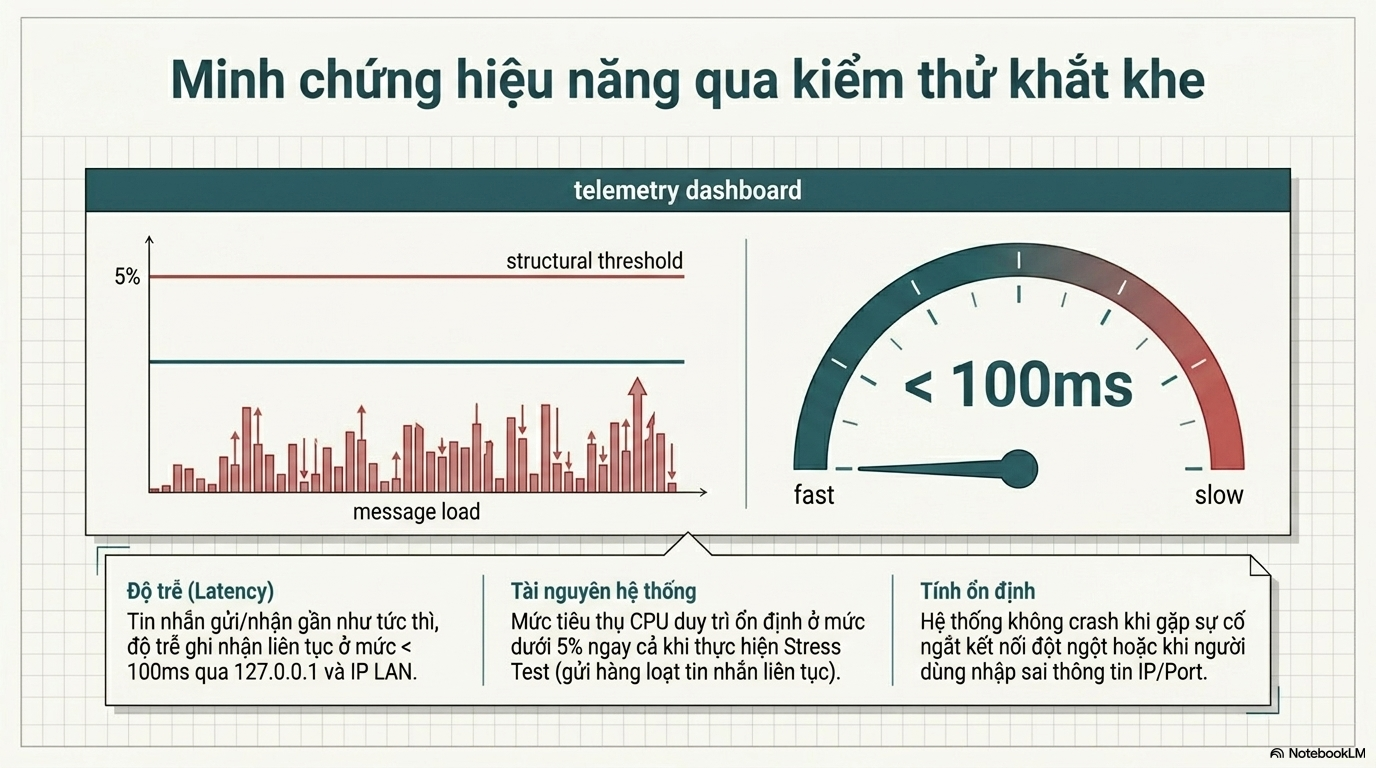 Minh chứng hiệu năng qua kiểm thử khắt khe
telemetry dashboard
5%
structural threshold
message load
< 100ms
fast
slow
Độ trễ (Latency)
Tin nhắn gửi/nhận gần như tức thì,
độ trễ ghi nhận liên tục ở mức <
100ms qua 127.0.0.1 và IP LAN.
Tài nguyên hệ thống
Mức tiêu thụ CPU duy trì ổn định ở mức
dưới 5% ngay cả khi thực hiện Stress
Test (gửi hàng loạt tin nhắn liên tục).
Tính ổn định
Hệ thống không crash khi gặp sự cố
ngắt kết nối đột ngột hoặc khi người
dùng nhập sai thông tin IP/Port.
NotebookLM